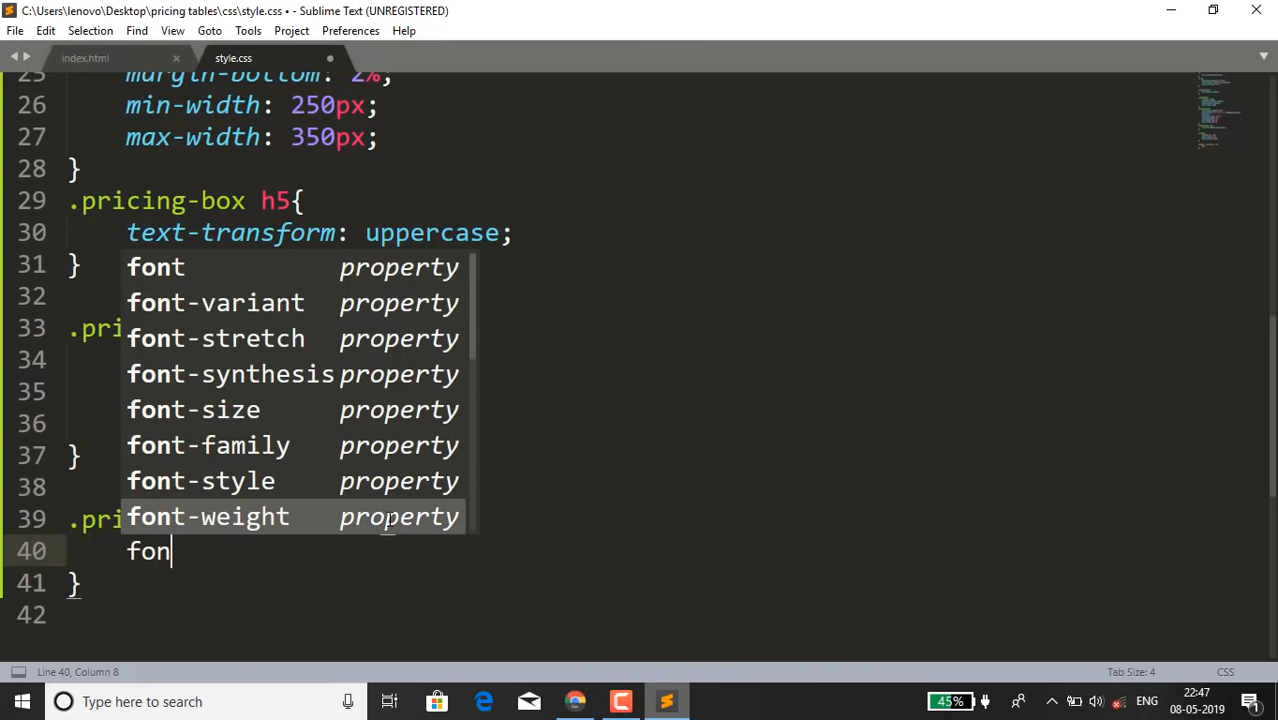 C:\Users\lenovo\Desktop\pricing tables\css\style.css • - Sublime Text (UNREGISTERED)
File Edit Selection Find View Goto Tools Project Preferences Help
index.html style.css
25 margin-bottom: 2%;
26 min-width: 250px;
27 max-width: 350px;
28 }
29 .pricing-box h5{
30 text-transform: uppercase;
31 }
font property
32
font-variant property
33 .pri
font-stretch property
34
font-synthesis property
35
font-size property
36
font-family property
37 }
font-style property
38
font-weight property
39 .pri
40 fon
41 }
42
Line 40, Column 8 Tab Size: 4 CSS
Type here to search 45% ENG 22:47
08-05-2019 1